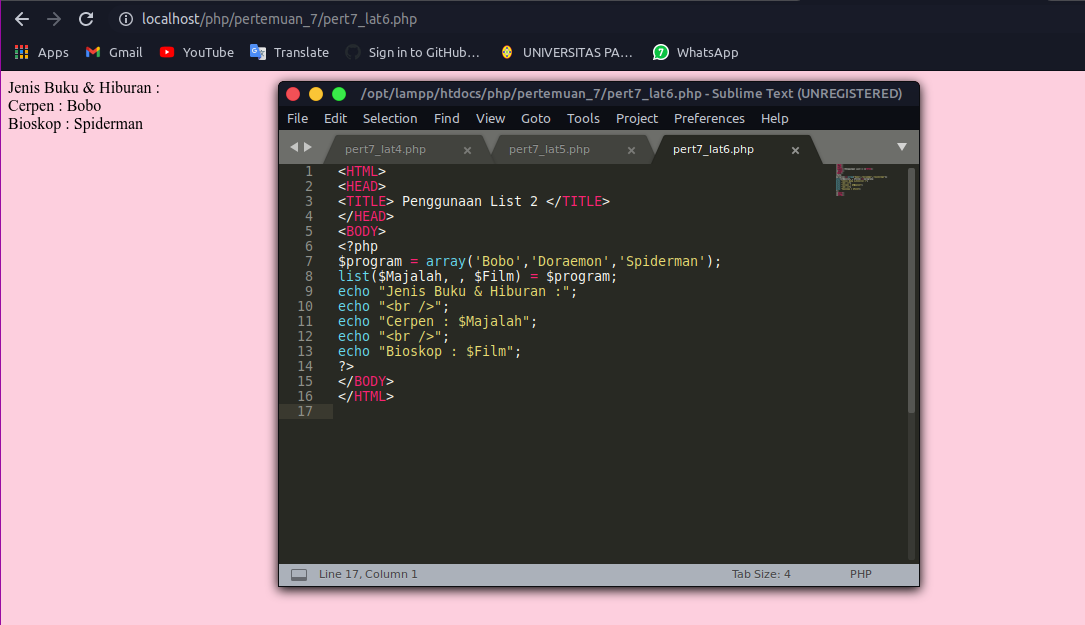 localhost/php/pertemuan_7/pert7_lat6.php
Apps Gmail YouTube Translate Sign in to GitHub... UNIVERSITAS PA... 7 WhatsApp
Jenis Buku & Hiburan :
Cerpen : Bobo
Bioskop : Spiderman
/opt/lampp/htdocs/php/pertemuan_7/pert7_lat6.php - Sublime Text (UNREGISTERED)
File Edit Selection Find View Goto Tools Project Preferences Help
pert7_lat4.php × pert7_lat5.php × pert7_lat6.php ×
1 <HTML>
2 <HEAD>
3 <TITLE> Penggunaan List 2 </TITLE>
4 </HEAD>
5 <BODY>
6 <?php
7 $program = array('Bobo','Doraemon','Spiderman');
8 list($Majalah, , $Film) = $program;
9 echo "Jenis Buku & Hiburan :";
10 echo "<br />";
11 echo "Cerpen : $Majalah";
12 echo "<br />";
13 echo "Bioskop : $Film";
14 ?>
15 </BODY>
16 </HTML>
17
Line 17, Column 1 Tab Size: 4 PHP